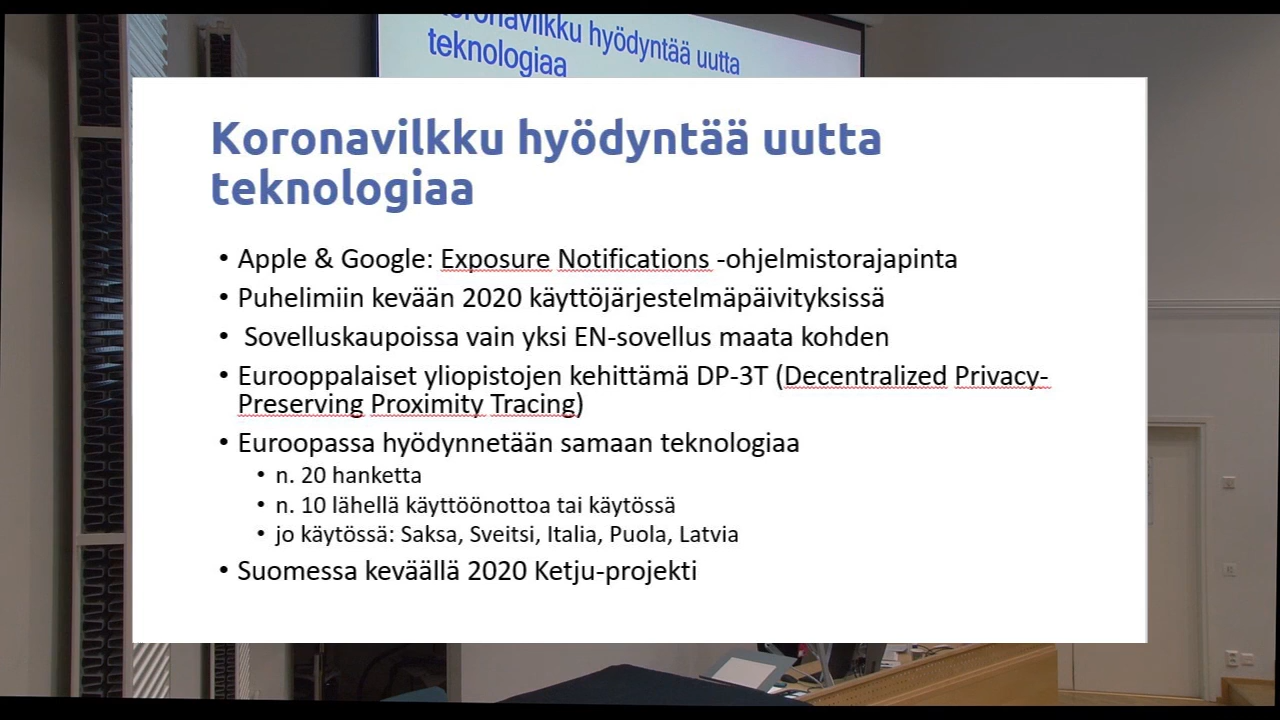 Koronavilkku hyödyntää uutta
teknologiaa
Koronavilkku hyödyntää uutta
teknologiaa
• Apple & Google: Exposure Notifications -ohjelmistorajapinta
• Puhelimiin kevään 2020 käyttöjärjestelmäpäivityksissä
• Sovelluskaupoissa vain yksi EN-sovellus maata kohden
• Eurooppalaiset yliopistojen kehittämä DP-3T (Decentralized Privacy-
Preserving Proximity Tracing)
• Euroopassa hyödynnetään samaan teknologiaa
• n. 20 hanketta
• n. 10 lähellä käyttöönottoa tai käytössä
• jo käytössä: Saksa, Sveitsi, Italia, Puola, Latvia
• Suomessa keväällä 2020 Ketju-projekti